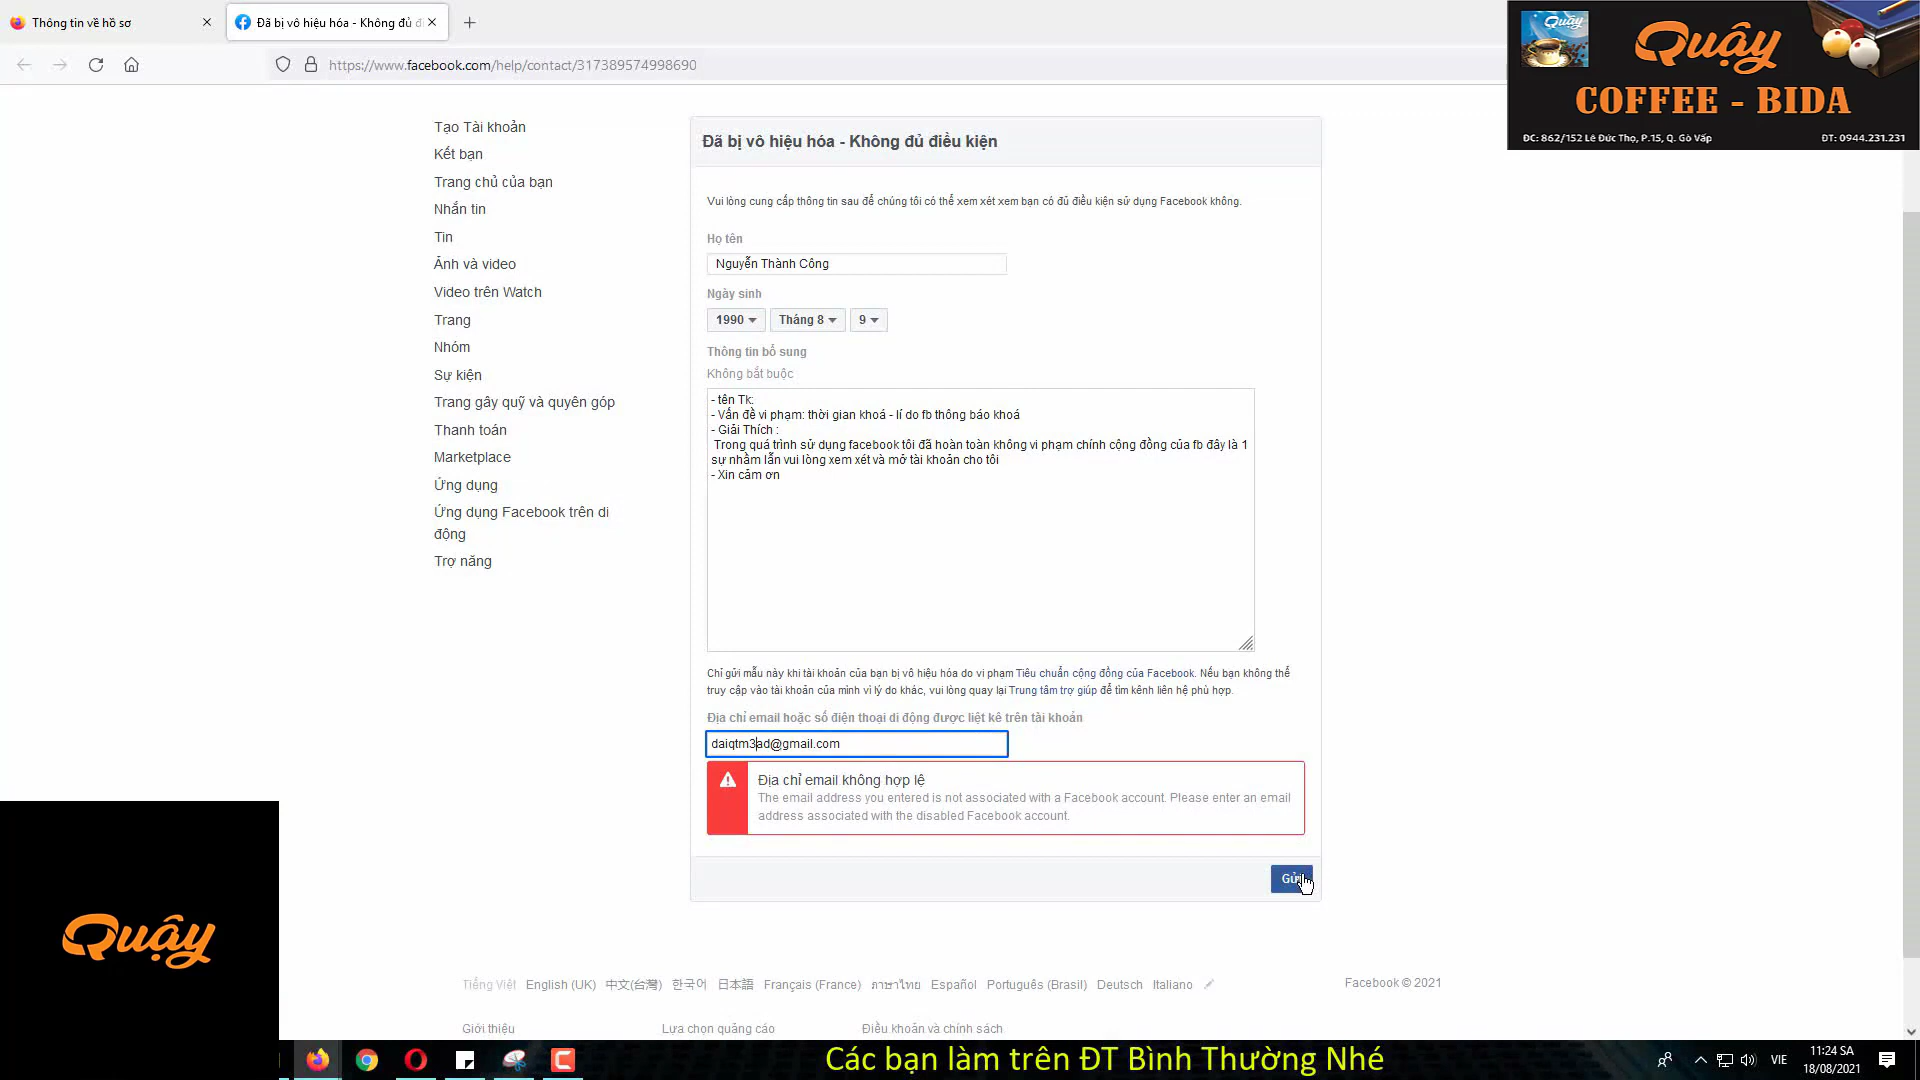 Thông tin về hồ sơ
Đã bị vô hiệu hóa - Không đủ đi
https://www.facebook.com/help/contact/317389574998690
Quậy
Quậy
COFFEE - BIDA
ĐC: 862/152 Lê Đức Thọ, P.15, Q. Gò Vấp
ĐT: 0944.231.231
Tạo Tài khoản
Kết bạn
Trang chủ của bạn
Nhắn tin
Tin
Ảnh và video
Video trên Watch
Trang
Nhóm
Sự kiện
Trang gây quỹ và quyên góp
Thanh toán
Marketplace
Ứng dụng
Ứng dụng Facebook trên di
động
Trợ năng
Đã bị vô hiệu hóa - Không đủ điều kiện
Vui lòng cung cấp thông tin sau để chúng tôi có thể xem xét xem bạn có đủ điều kiện sử dụng Facebook không.
Họ tên
Nguyễn Thành Công
Ngày sinh
1990 Tháng 8 9
Thông tin bổ sung
Không bắt buộc
- tên Tk:
- Vấn đề vi phạm: thời gian khoá - lí do fb thông báo khoá
- Giải Thích :
Trong quá trình sử dụng facebook tôi đã hoàn toàn không vi phạm chính cộng đồng của fb đây là 1
sự nhầm lẫn vui lòng xem xét và mở tài khoản cho tôi
- Xin cảm ơn
Chỉ gửi mẫu này khi tài khoản của bạn bị vô hiệu hóa do vi phạm Tiêu chuẩn cộng đồng của Facebook. Nếu bạn không thể
truy cập vào tài khoản của mình vì lý do khác, vui lòng quay lại Trung tâm trợ giúp để tìm kênh liên hệ phù hợp.
Địa chỉ email hoặc số điện thoại di động được liệt kê trên tài khoản
daiqtm3ad@gmail.com
Địa chỉ email không hợp lệ
The email address you entered is not associated with a Facebook account. Please enter an email
address associated with the disabled Facebook account.
Gửi
Quậy
Tiếng Việt English (UK) 中文(台灣) 한국어 日本語 Français (France) ภาษาไทย Español Português (Brasil) Deutsch Italiano
Facebook © 2021
Giới thiệu
Lựa chọn quảng cáo
Điều khoản và chính sách
Các bạn làm trên ĐT Bình Thường Nhé
VIE
11:24 SA
18/08/2021